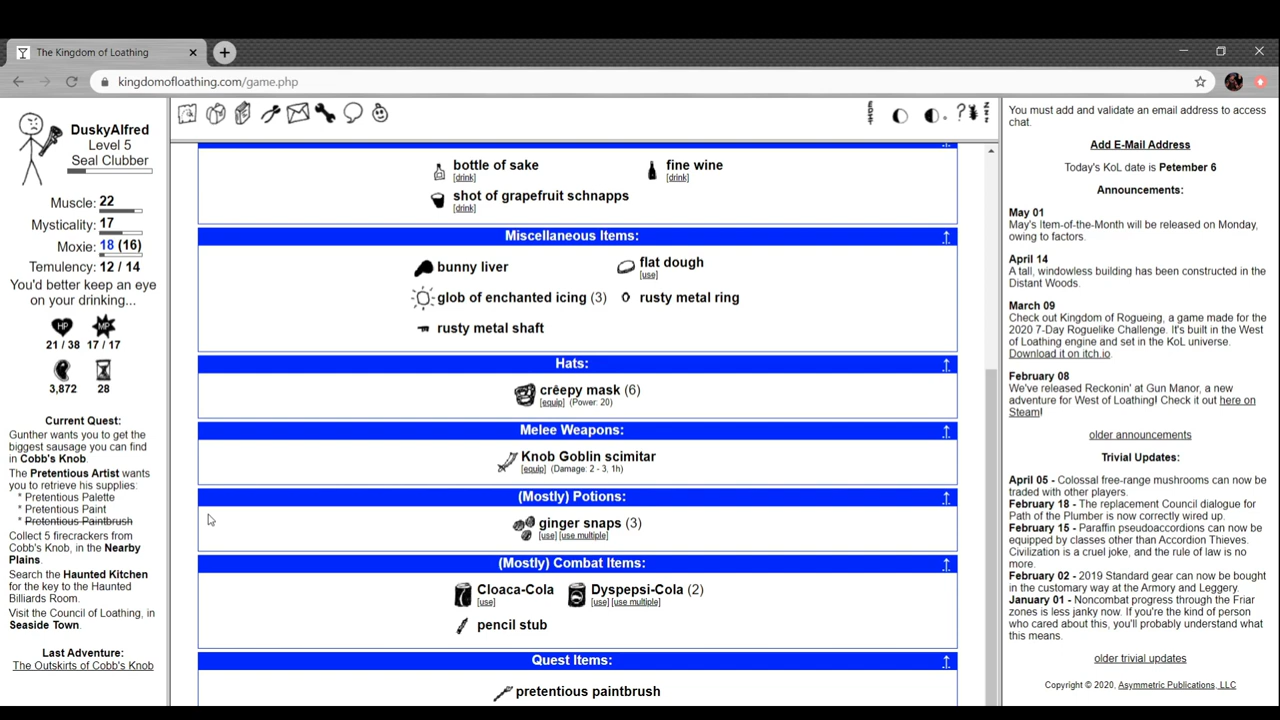 The Kingdom of Loathing
kingdomofloathing.com/game.php
DuskyAlfred
Level 5
Seal Clubber
Muscle: 22
Mysticality: 17
Moxie: 18 (16)
Temulency: 12 / 14
You'd better keep an eye
on your drinking...
HP MP
21 / 38 17 / 17
3,872 28
Current Quest:
Gunther wants you to get the
biggest sausage you can find
in Cobb's Knob.
The Pretentious Artist wants
you to retrieve his supplies:
* Pretentious Palette
* Pretentious Paint
* Pretentious Paintbrush
Collect 5 firecrackers from
Cobb's Knob, in the Nearby
Plains.
Search the Haunted Kitchen
for the key to the Haunted
Billiards Room.
Visit the Council of Loathing, in
Seaside Town.
Last Adventure:
The Outskirts of Cobb's Knob
bottle of sake
[drink]
fine wine
[drink]
shot of grapefruit schnapps
[drink]
Miscellaneous Items:
bunny liver
flat dough
[use]
glob of enchanted icing (3)
rusty metal ring
rusty metal shaft
Hats:
crêepy mask (6)
[equip] (Power: 20)
Melee Weapons:
Knob Goblin scimitar
[equip] (Damage: 2 - 3, 1h)
(Mostly) Potions:
ginger snaps (3)
[use] [use multiple]
(Mostly) Combat Items:
Cloaca-Cola
[use]
Dyspepsi-Cola (2)
[use] [use multiple]
pencil stub
Quest Items:
pretentious paintbrush
You must add and validate an email address to access
chat.
Add E-Mail Address
Today's KoL date is Petember 6
Announcements:
May 01
May's Item-of-the-Month will be released on Monday,
owing to factors.
April 14
A tall, windowless building has been constructed in the
Distant Woods.
March 09
Check out Kingdom of Rogueing, a game made for the
2020 7-Day Roguelike Challenge. It's built in the West
of Loathing engine and set in the KoL universe.
Download it on itch.io.
February 08
We've released Reckonin' at Gun Manor, a new
adventure for West of Loathing! Check it out here on
Steam!
older announcements
Trivial Updates:
April 05 - Colossal free-range mushrooms can now be
traded with other players.
February 18 - The replacement Council dialogue for
Path of the Plumber is now correctly wired up.
February 15 - Paraffin pseudoaccordions can now be
equipped by classes other than Accordion Thieves.
Civilization is a cruel joke, and the rule of law is no
more.
February 02 - 2019 Standard gear can now be bought
in the customary way at the Armory and Leggery.
January 01 - Noncombat progress through the Friar
zones is less janky now. If you're the kind of person
who cared about this, you'll probably understand what
this means.
older trivial updates
Copyright © 2020, Asymmetric Publications, LLC